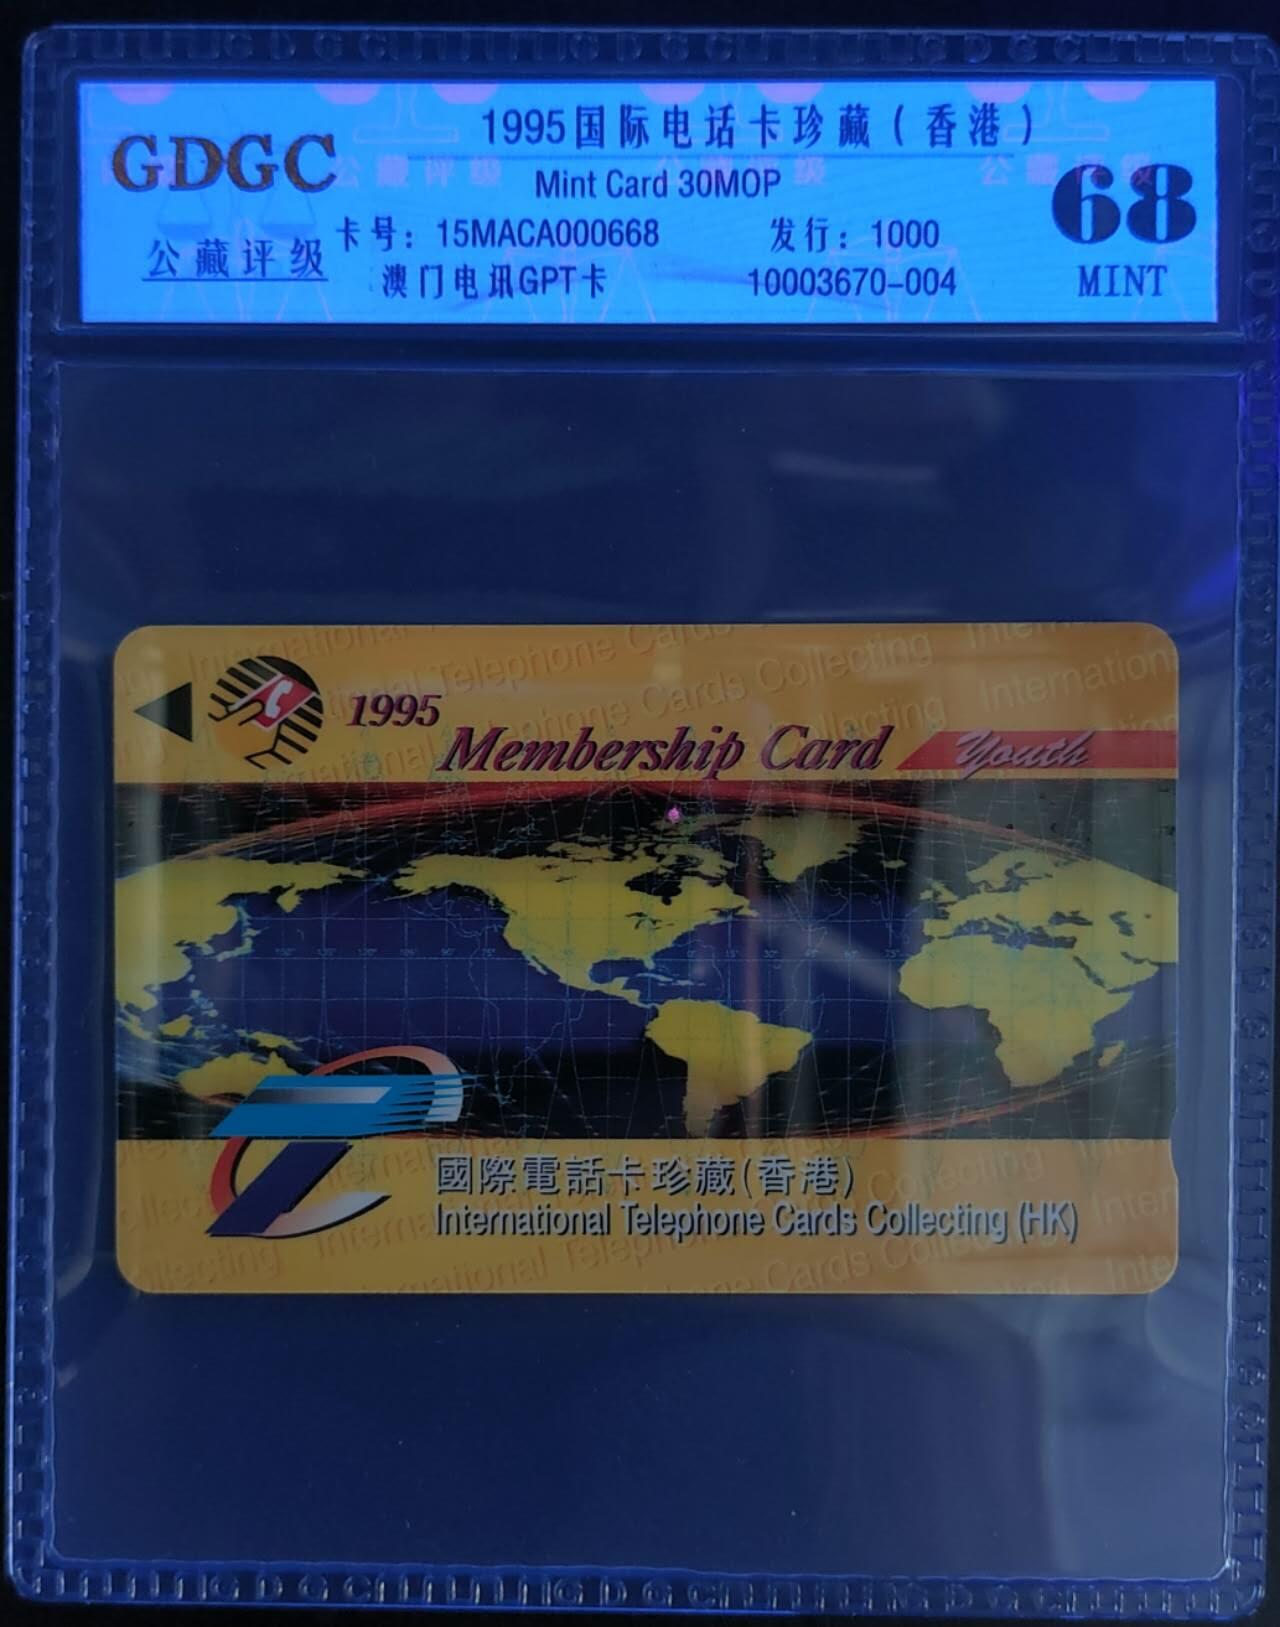 1995国际电话卡珍藏（香港）
GDGC
Mint Card 30MOP
68
卡号：15MACA000668 发行：1000
公藏评级
澳门电讯GPT卡 10003670-004
MINT
1995
Membership Card
Youth
國際電話卡珍藏(香港)
International Telephone Cards Collecting (HK)